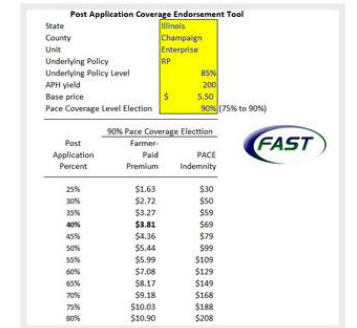 Post Application Coverage Endorsement Tool
State Illinois
County Champaign
Unit Enterprise
Underlying Policy RP
Underlying Policy Level 85%
APH yield 200
Base price $ 5.50
Pace Coverage Level Election 90% (75% to 90%)
90% Pace Coverage Electtion
Post Farmer-
Application Paid PACE
Percent Premium Indemnity
25% $1.63 $30
30% $2.72 $50
35% $3.27 $59
40% $3.81 $69
45% $4.36 $79
50% $5.44 $99
55% $5.99 $109
60% $7.08 $129
65% $8.17 $149
70% $9.18 $168
75% $10.03 $188
80% $10.90 $208
FAST